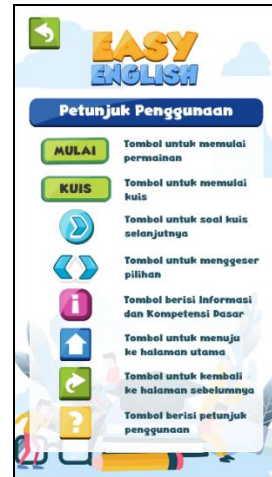 EASY
ENGLISH
Petunjuk Penggunaan
MULAI
Tombol untuk memulai
permainan
KUIS
Tombol untuk memulai
kuis
Tombol untuk soal kuis
selanjutnya
Tombol untuk menggeser
pilihan
i
Tombol berisi Informasi
dan Kompetensi Dasar
Tombol untuk menuju
ke halaman utama
Tombol untuk kembali
ke halaman sebelumnya
?
Tombol berisi petunjuk
penggunaan